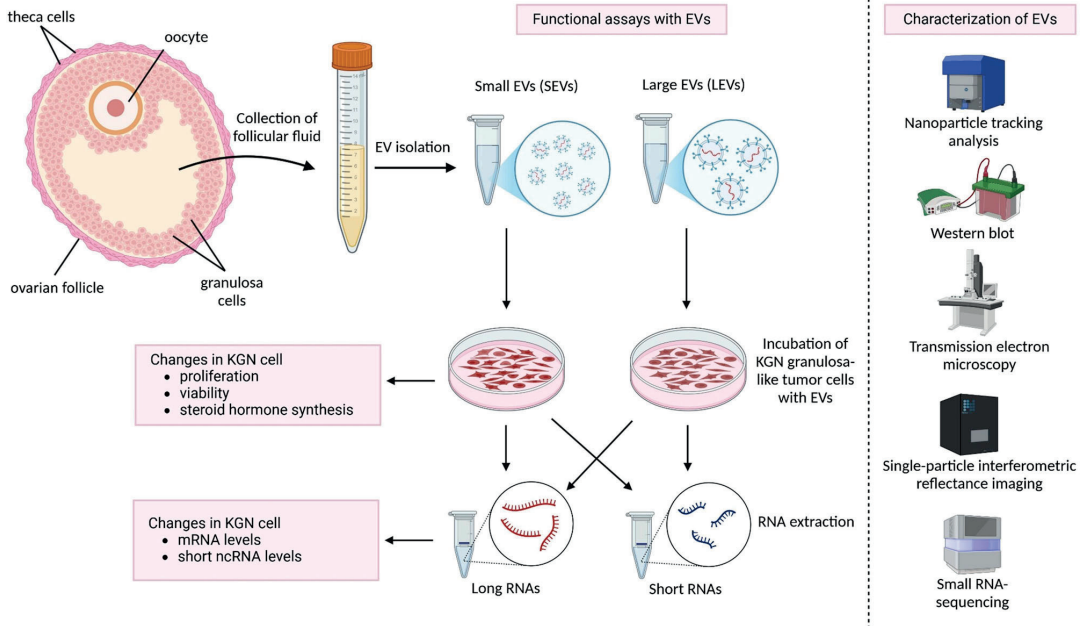 theca cells
oocyte
Collection of
follicular fluid
ovarian follicle
granulosa
cells
Functional assays with EVs
EV isolation
Small EVs (SEVs)
Large EVs (LEVs)
Incubation of
KGN granulosa-
like tumor cells
with EVs
Changes in KGN cell
• proliferation
• viability
• steroid hormone synthesis
Changes in KGN cell
• mRNA levels
• short ncRNA levels
Long RNAs
Short RNAs
RNA extraction
Characterization of EVs
Nanoparticle tracking
analysis
Western blot
Transmission electron
microscopy
Single-particle interferometric
reflectance imaging
Small RNA-
sequencing